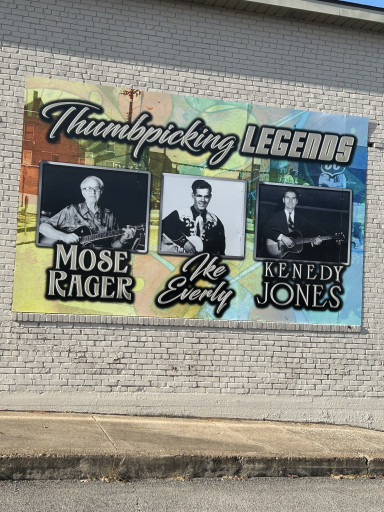 Thumbpicking LEGENDS
MOSE
RAGER
Ike
Everly
KENEDY
JONES